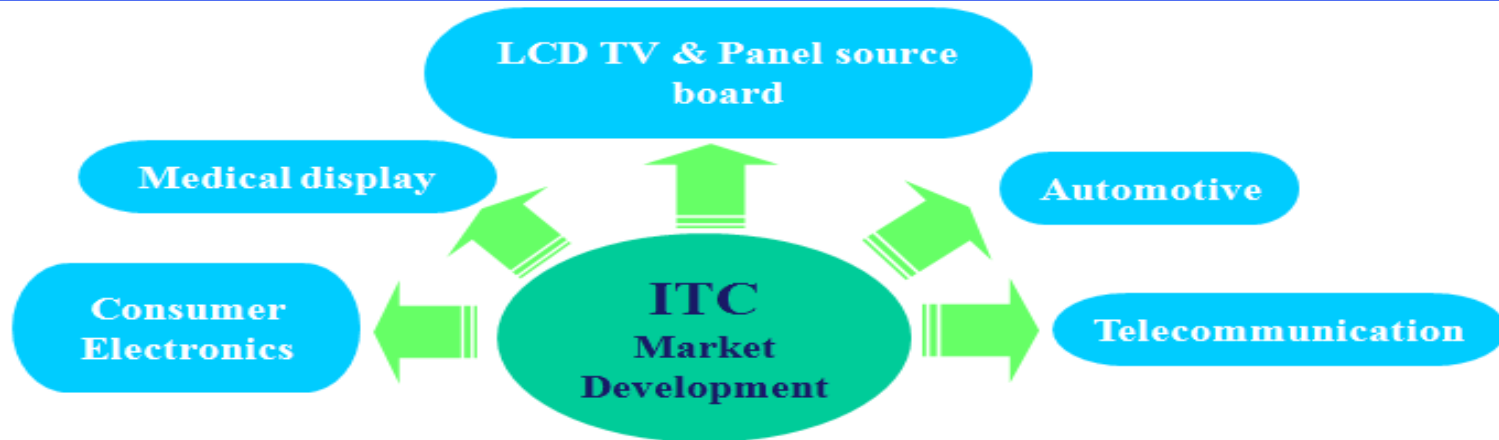 LCD TV & Panel source
board
Medical display
Automotive
Consumer
Electronics
ITC
Market
Development
Telecommunication